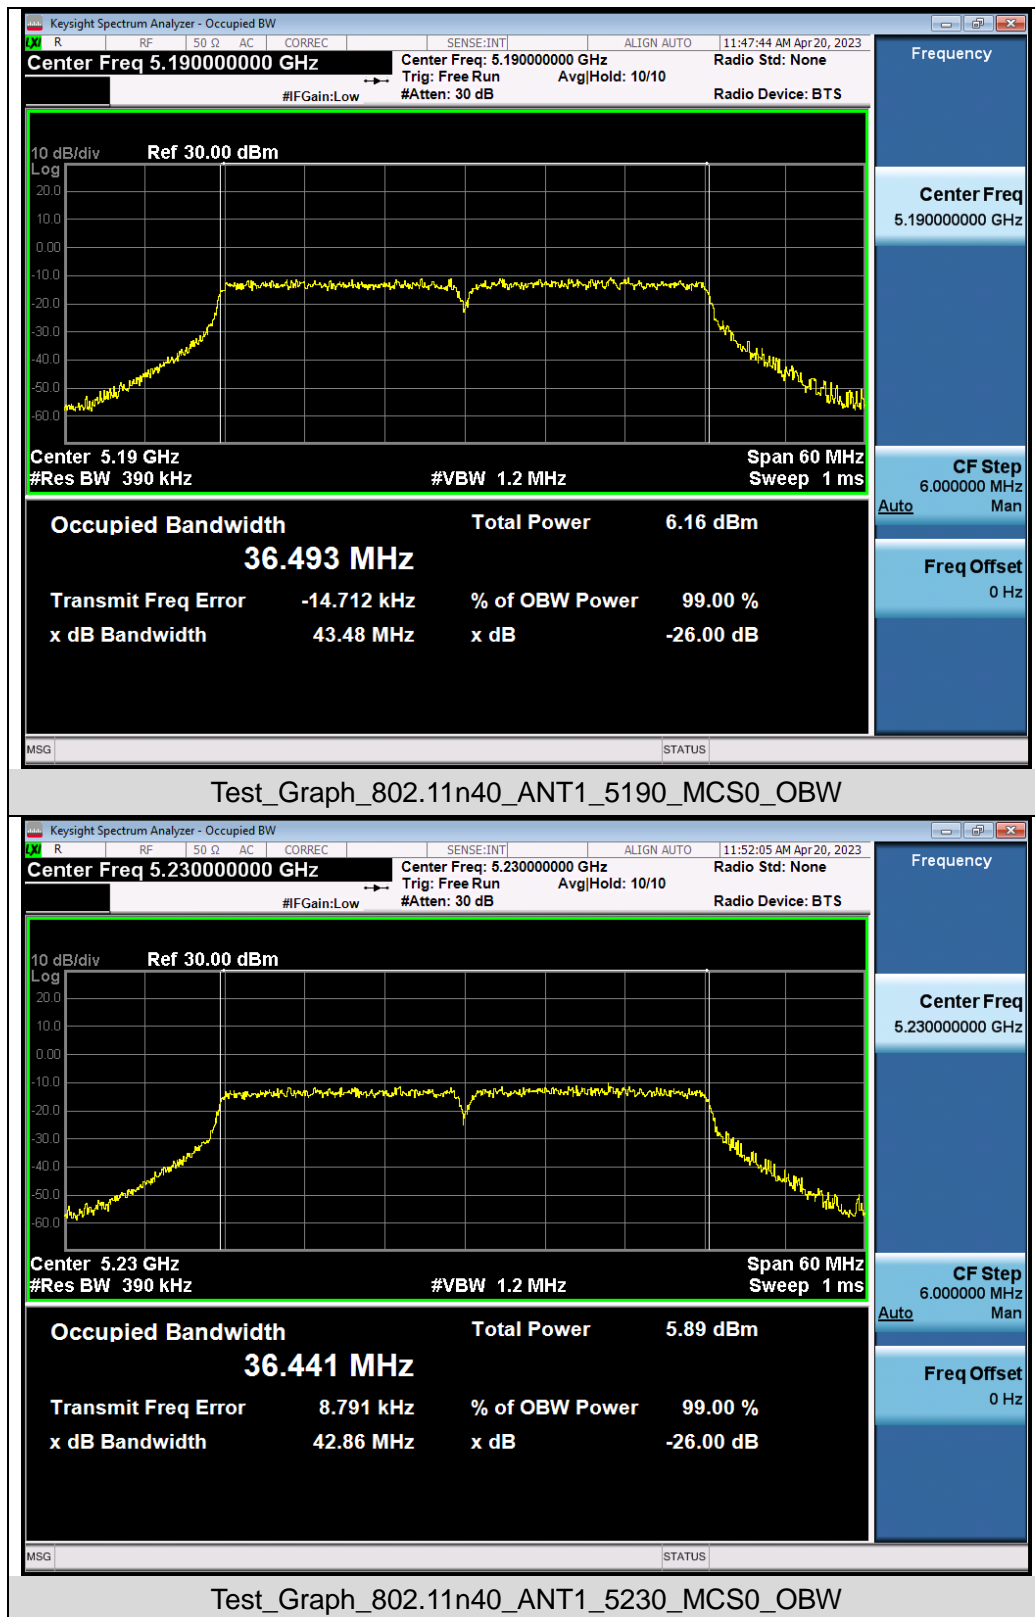 Keysight Spectrum Analyzer - Occupied BW
LXI R RF 50 Ω AC CORREC SENSE:INT ALIGN AUTO 11:47:44 AM Apr 20, 2023
Center Freq 5.190000000 GHz
Center Freq: 5.190000000 GHz
Radio Std: None
Trig: Free Run Avg|Hold: 10/10
#IFGain:Low
#Atten: 30 dB
Radio Device: BTS
Frequency
10 dB/div Ref 30.00 dBm
Log
20.0
10.0
0.00
-10.0
-20.0
-30.0
-40.0
-50.0
-60.0
Center 5.19 GHz Span 60 MHz
#Res BW 390 kHz #VBW 1.2 MHz Sweep 1 ms
Center Freq
5.190000000 GHz
CF Step
6.000000 MHz
Auto Man
Freq Offset
0 Hz
Occupied Bandwidth Total Power 6.16 dBm
36.493 MHz
Transmit Freq Error -14.712 kHz % of OBW Power 99.00 %
x dB Bandwidth 43.48 MHz x dB -26.00 dB
MSG STATUS
Test_Graph_802.11n40_ANT1_5190_MCS0_OBW
Keysight Spectrum Analyzer - Occupied BW
LXI R RF 50 Ω AC CORREC SENSE:INT ALIGN AUTO 11:52:05 AM Apr 20, 2023
Center Freq 5.230000000 GHz
Center Freq: 5.230000000 GHz
Radio Std: None
Trig: Free Run Avg|Hold: 10/10
#IFGain:Low
#Atten: 30 dB
Radio Device: BTS
Frequency
10 dB/div Ref 30.00 dBm
Log
20.0
10.0
0.00
-10.0
-20.0
-30.0
-40.0
-50.0
-60.0
Center 5.23 GHz Span 60 MHz
#Res BW 390 kHz #VBW 1.2 MHz Sweep 1 ms
Center Freq
5.230000000 GHz
CF Step
6.000000 MHz
Auto Man
Freq Offset
0 Hz
Occupied Bandwidth Total Power 5.89 dBm
36.441 MHz
Transmit Freq Error 8.791 kHz % of OBW Power 99.00 %
x dB Bandwidth 42.86 MHz x dB -26.00 dB
MSG STATUS
Test_Graph_802.11n40_ANT1_5230_MCS0_OBW